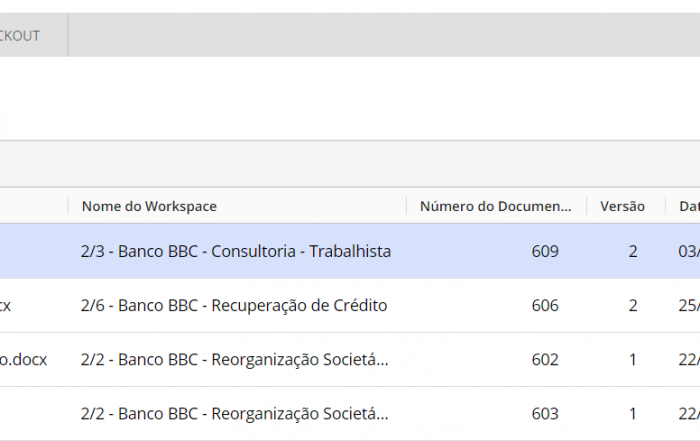 CKOUT
Nome do Workspace Número do Documen... Versão Dat
2/3 - Banco BBC - Consultoria - Trabalhista 609 2 03/
cx 2/6 - Banco BBC - Recuperação de Crédito 606 2 25/
o.docx 2/2 - Banco BBC - Reorganização Societá... 602 1 22/
2/2 - Banco BBC - Reorganização Societá... 603 1 22/